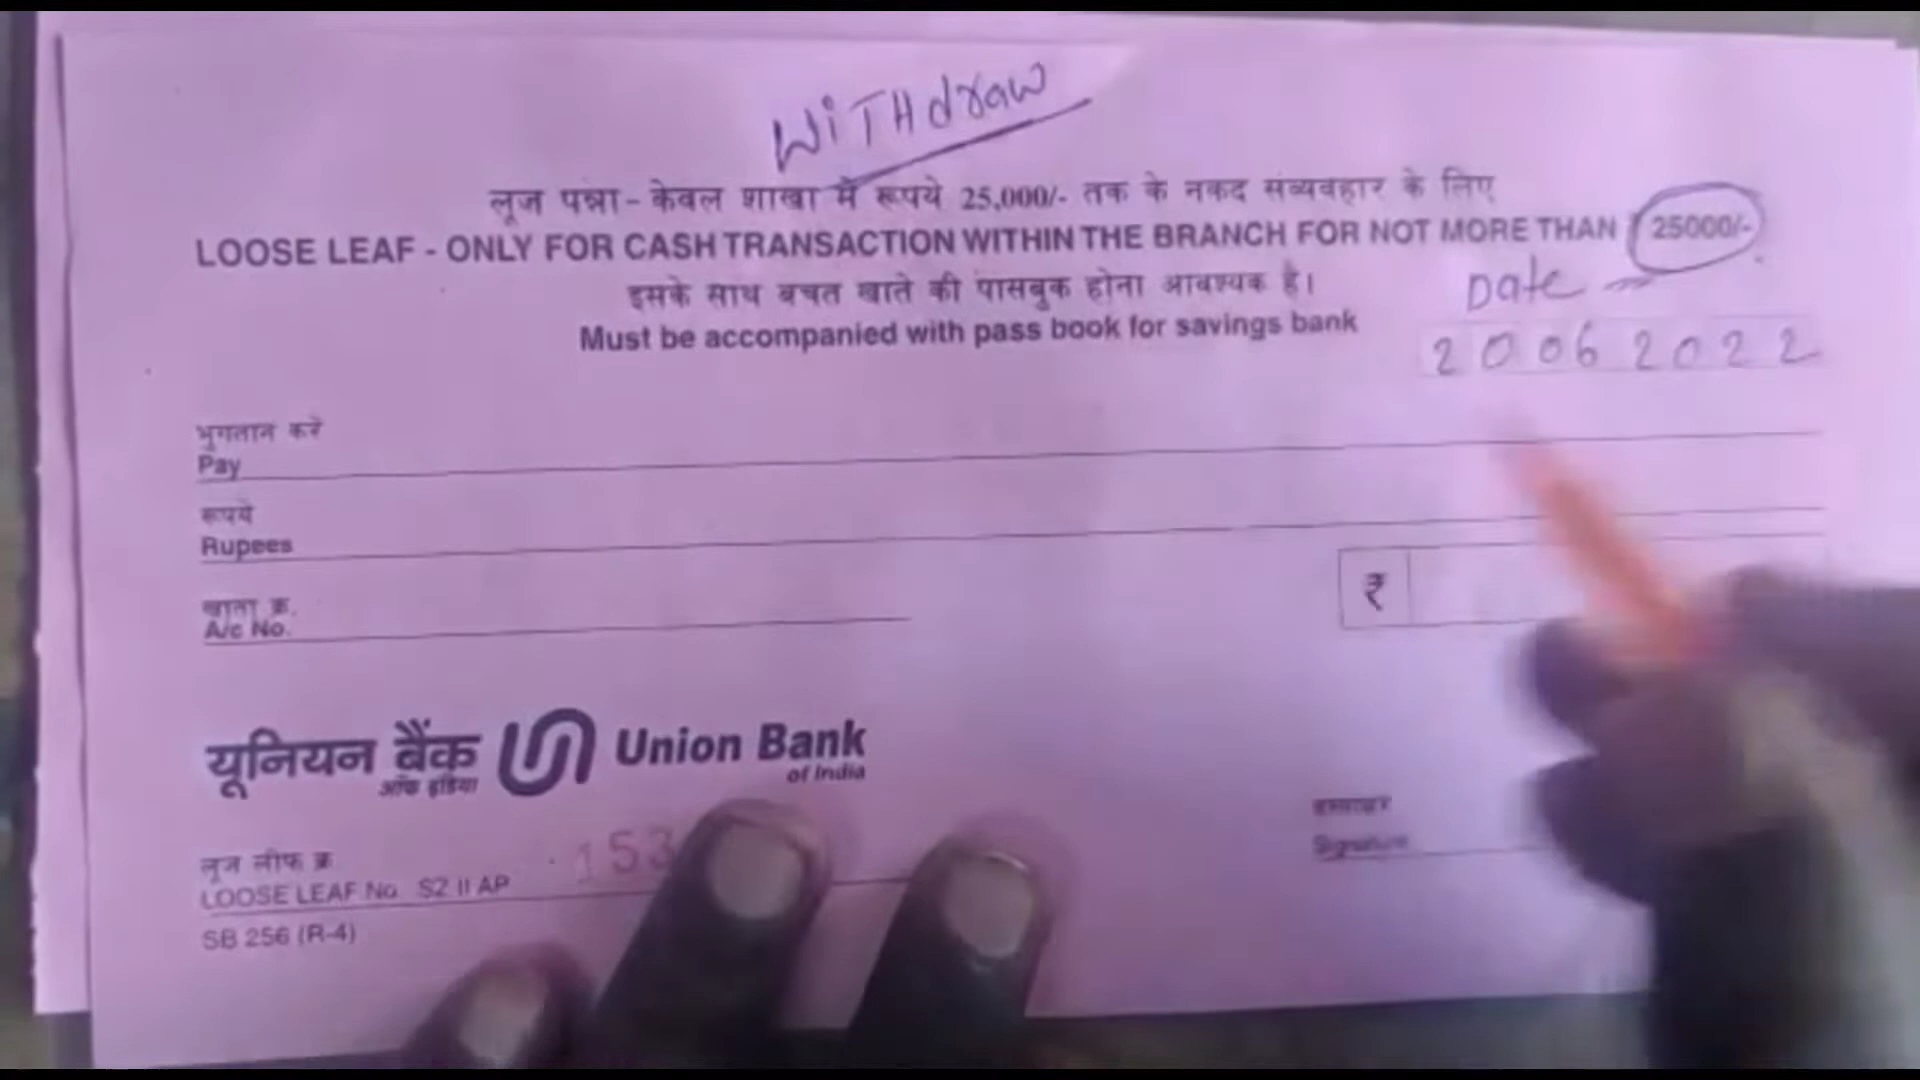 WiTHdraw
लूज पन्ना - केवल शाखा में रूपये 25,000/- तक के नकद संव्यवहार के लिए
LOOSE LEAF - ONLY FOR CASH TRANSACTION WITHIN THE BRANCH FOR NOT MORE THAN ₹ 25000/-
इसके साथ बचत खाते की पासबुक होना आवश्यक है।
Date
Must be accompanied with pass book for savings bank
20062022
भुगतान करें
Pay
रूपये
Rupees
₹
खाता क्र.
A/c No.
यूनियन बैंक
ऑफ इंडिया
Union Bank
of India
हस्ताक्षर
Signature
लूज लीफ क्र
LOOSE LEAF No. SZ II AP 153
SB 256 (R-4)